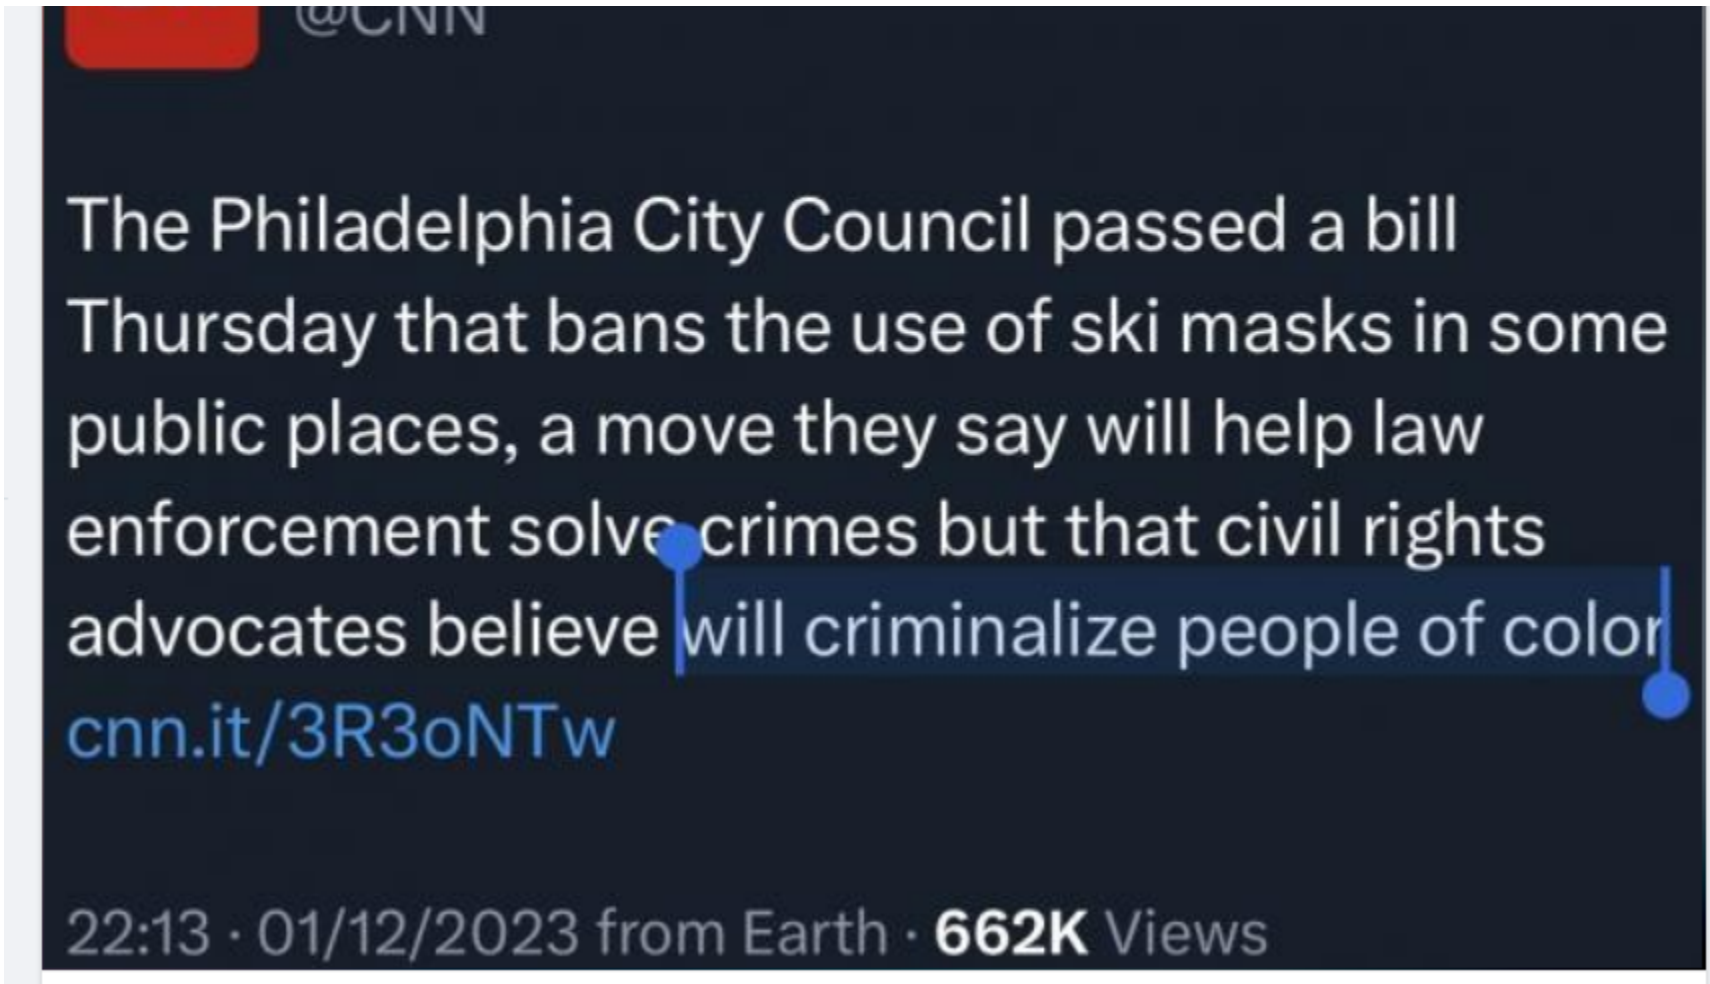 @CNN
The Philadelphia City Council passed a bill
Thursday that bans the use of ski masks in some
public places, a move they say will help law
enforcement solve crimes but that civil rights
advocates believe will criminalize people of color
cnn.it/3R3oNTw
22:13 · 01/12/2023 from Earth · 662K Views